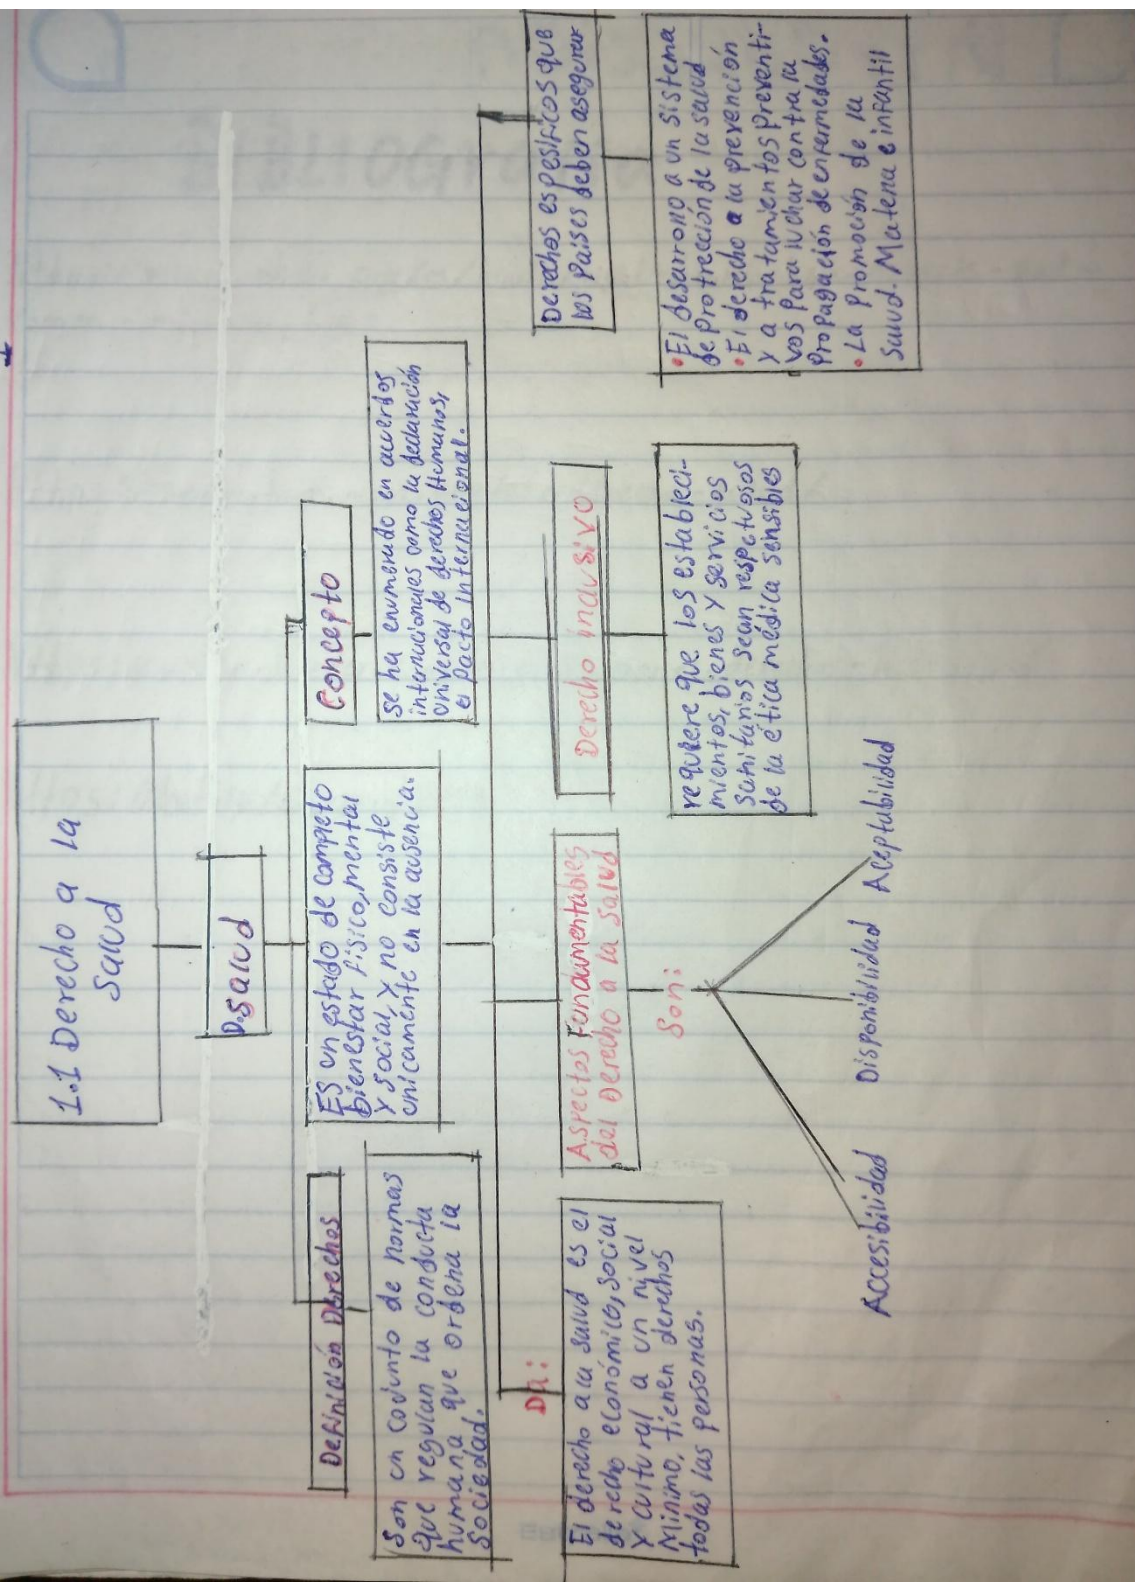 1.1 Derecho a la
Salud
D.salud
Definición Derechos
Son un conjunto de normas
que regulan la conducta
humana que ordena la
Sociedad.
ES un estado de completo
bienestar físico, mental
y social, y no consiste
unicamente en la ausencia.
Concepto
Se ha enumerado en acuerdos
internacionales como la declaración
universal de derechos Humanos,
el Pacto Internacional.
Da:
El derecho a la salud es el
derecho económico, social
y cultural a un nivel
Minimo, tienen derechos
todas las personas.
Aspectos Fundamentables
del Derecho a la salud
Son:
Accesibilidad
Disponibilidad
Aceptabilidad
Derecho inclusivo
requiere que los estableci-
mientos, bienes y servicios
Sanitarios sean respetuosos
de la ética médica sensibles
Derechos espesificos que
los Paises deben asegurar
• El desarrollo a un sistema
de protrección de la salud
• El derecho a la prevención
y a tratamientos preventi-
vos para luchar contra la
Propagación de enfermedades.
• La Promoción de la
Salud. Materna e infantil